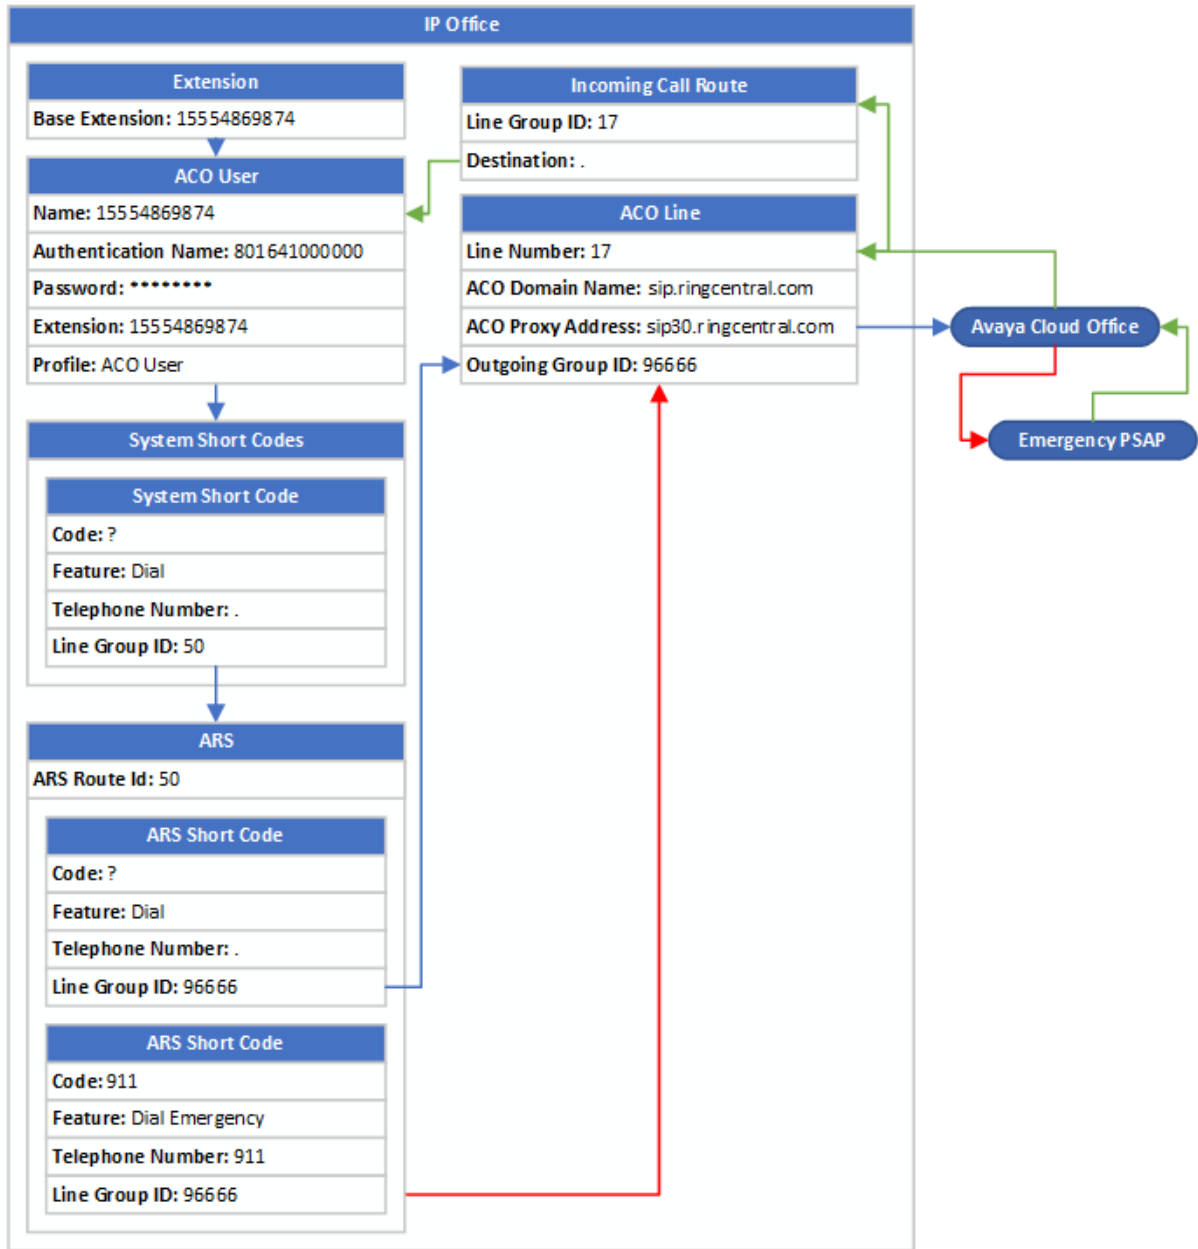 IP Office
Extension
Base Extension: 15554869874
ACO User
Name: 15554869874
Authentication Name: 801641000000
Password: ********
Extension: 15554869874
Profile: ACO User
System Short Codes
System Short Code
Code: ?
Feature: Dial
Telephone Number: .
Line Group ID: 50
ARS
ARS Route Id: 50
ARS Short Code
Code: ?
Feature: Dial
Telephone Number: .
Line Group ID: 96666
ARS Short Code
Code: 911
Feature: Dial Emergency
Telephone Number: 911
Line Group ID: 96666
Incoming Call Route
Line Group ID: 17
Destination: .
ACO Line
Line Number: 17
ACO Domain Name: sip.ringcentral.com
ACO Proxy Address: sip30.ringcentral.com
Outgoing Group ID: 96666
Avaya Cloud Office
Emergency PSAP